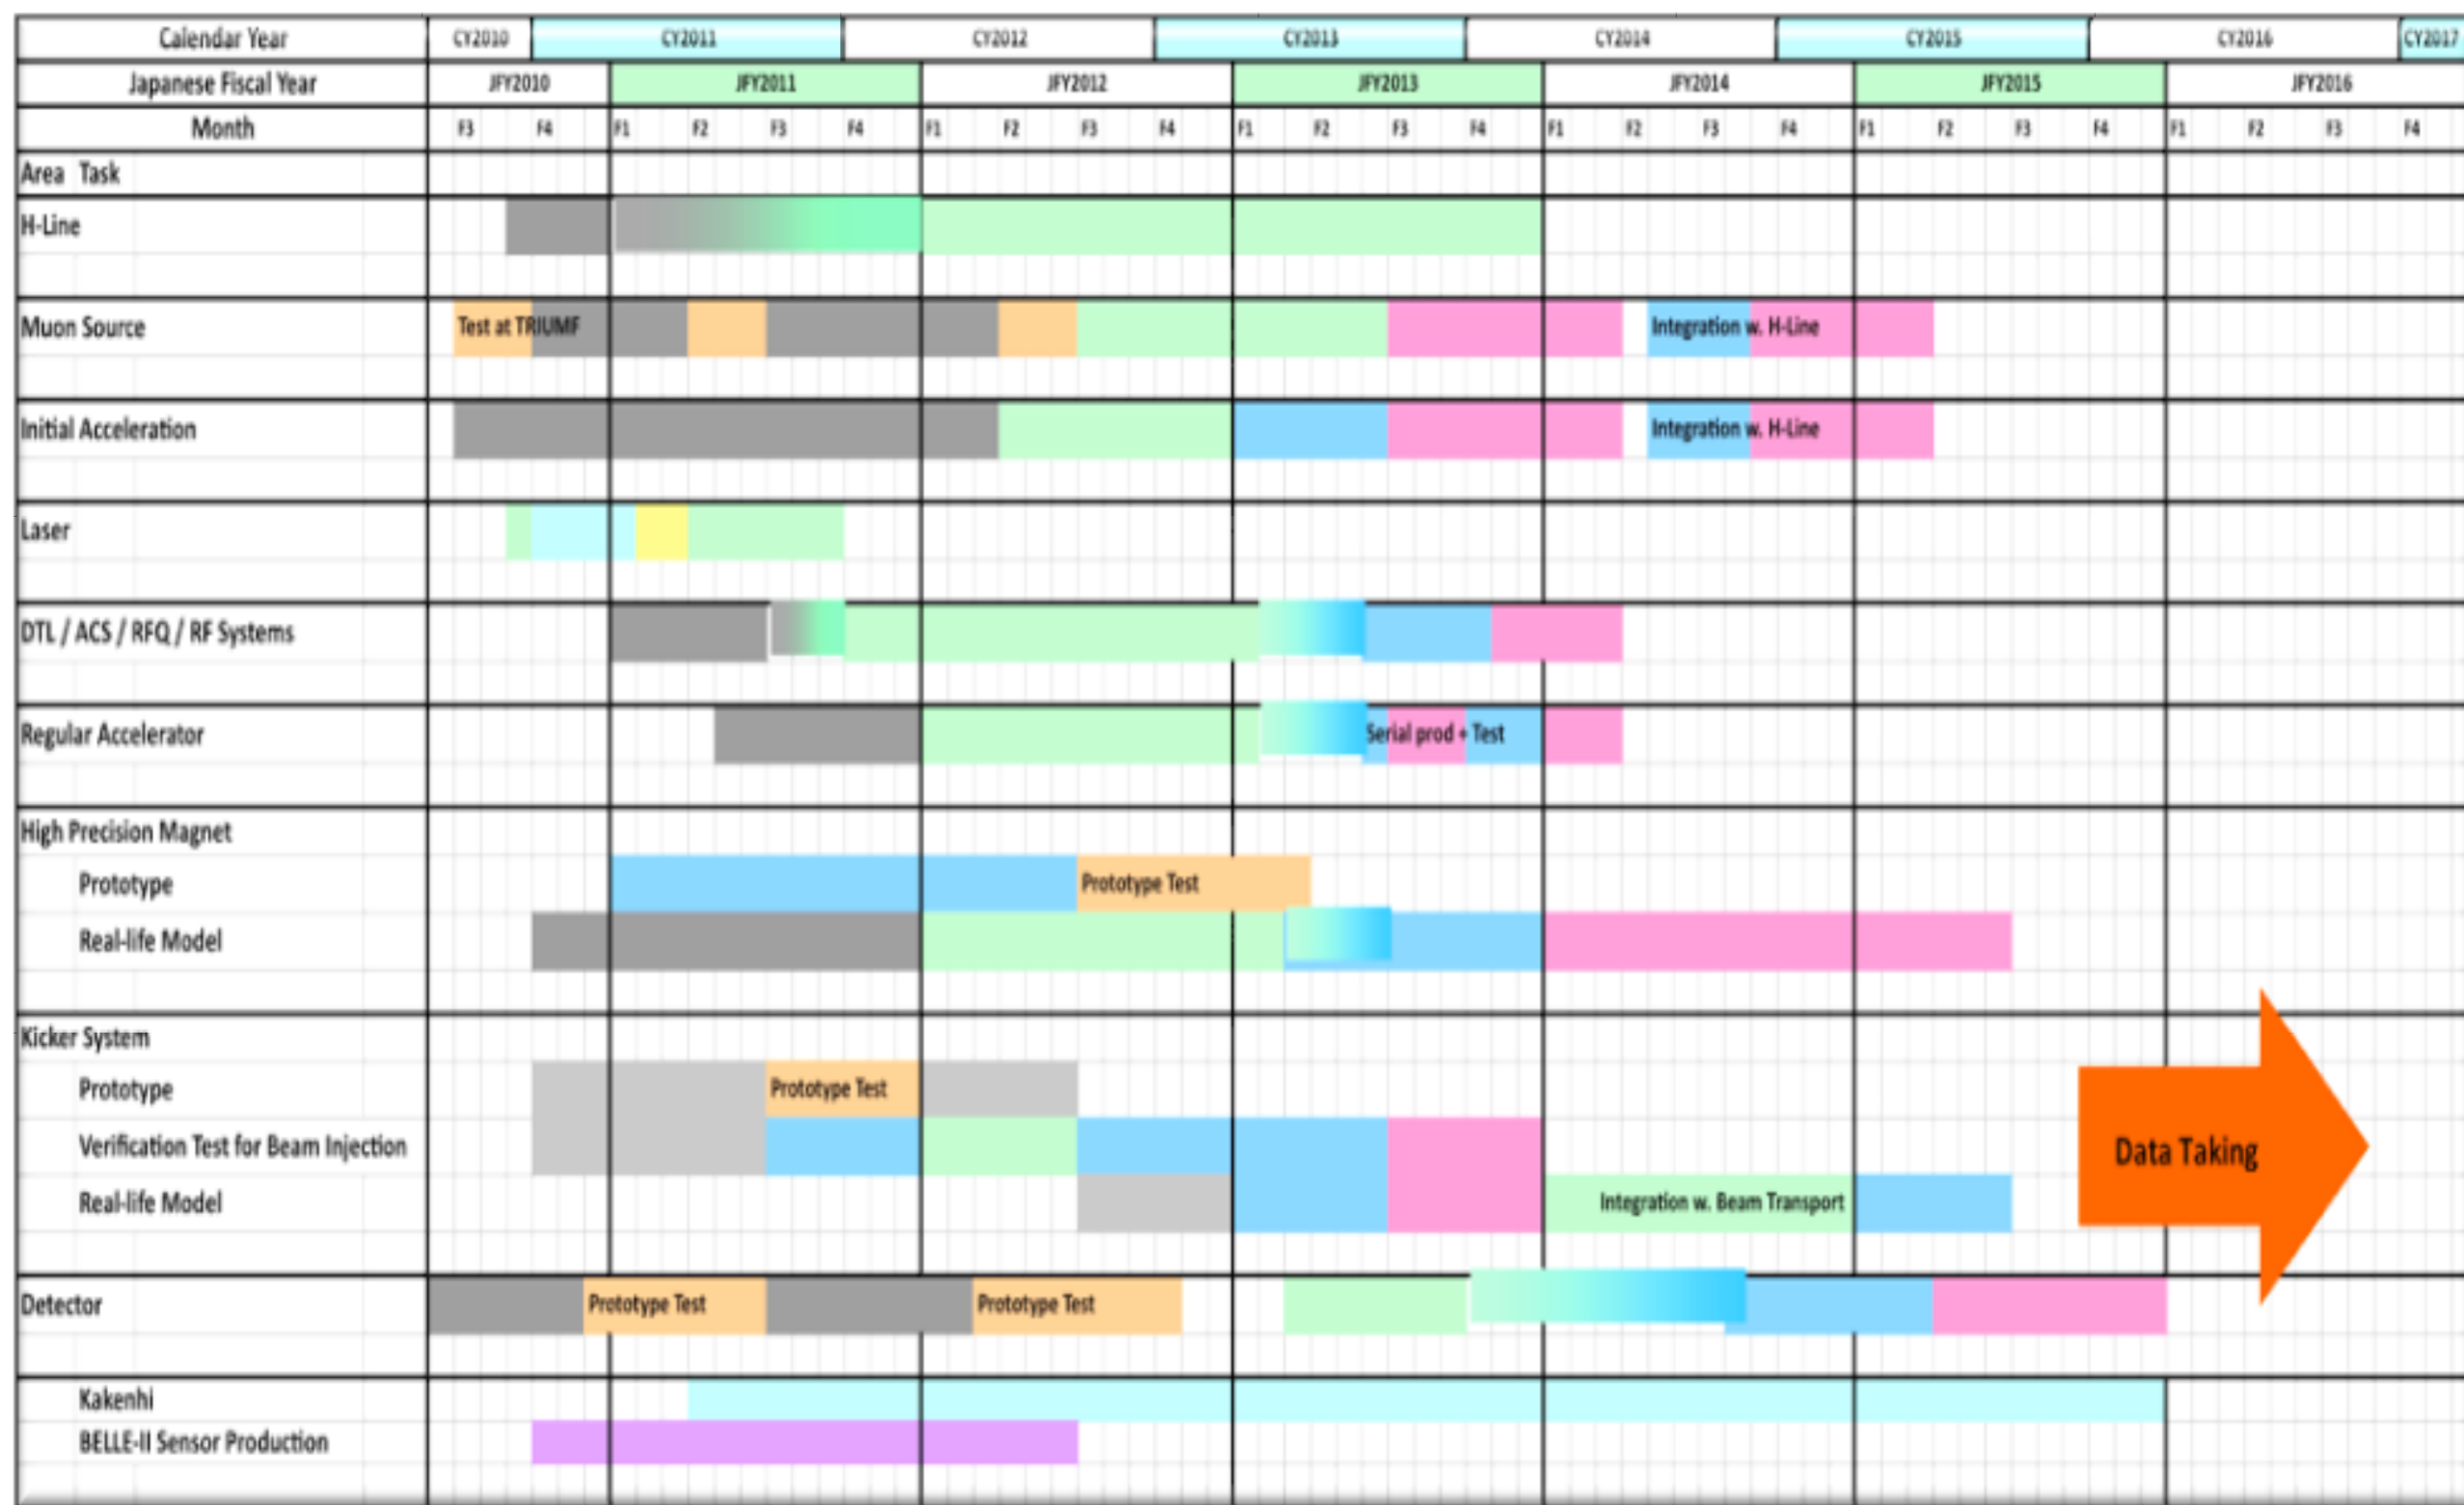 Calendar Year CY2010 CY2011 CY2012 CY2013 CY2014 CY2015 CY2016 CY2017
Japanese Fiscal Year JFY2010 JFY2011 JFY2012 JFY2013 JFY2014 JFY2015 JFY2016
Month F3 F4 F1 F2 F3 F4 F1 F2 F3 F4 F1 F2 F3 F4 F1 F2 F3 F4 F1 F2 F3 F4 F1 F2 F3 F4
Area Task
H-Line
Muon Source Test at TRIUMF Integration w. H-Line
Initial Acceleration Integration w. H-Line
Laser
DTL / ACS / RFQ / RF Systems
Regular Accelerator Serial prod + Test
High Precision Magnet
Prototype Prototype Test
Real-life Model
Kicker System
Prototype Prototype Test
Verification Test for Beam Injection Data Taking
Real-life Model Integration w. Beam Transport
Detector Prototype Test Prototype Test
Kakenhi
BELLE-II Sensor Production